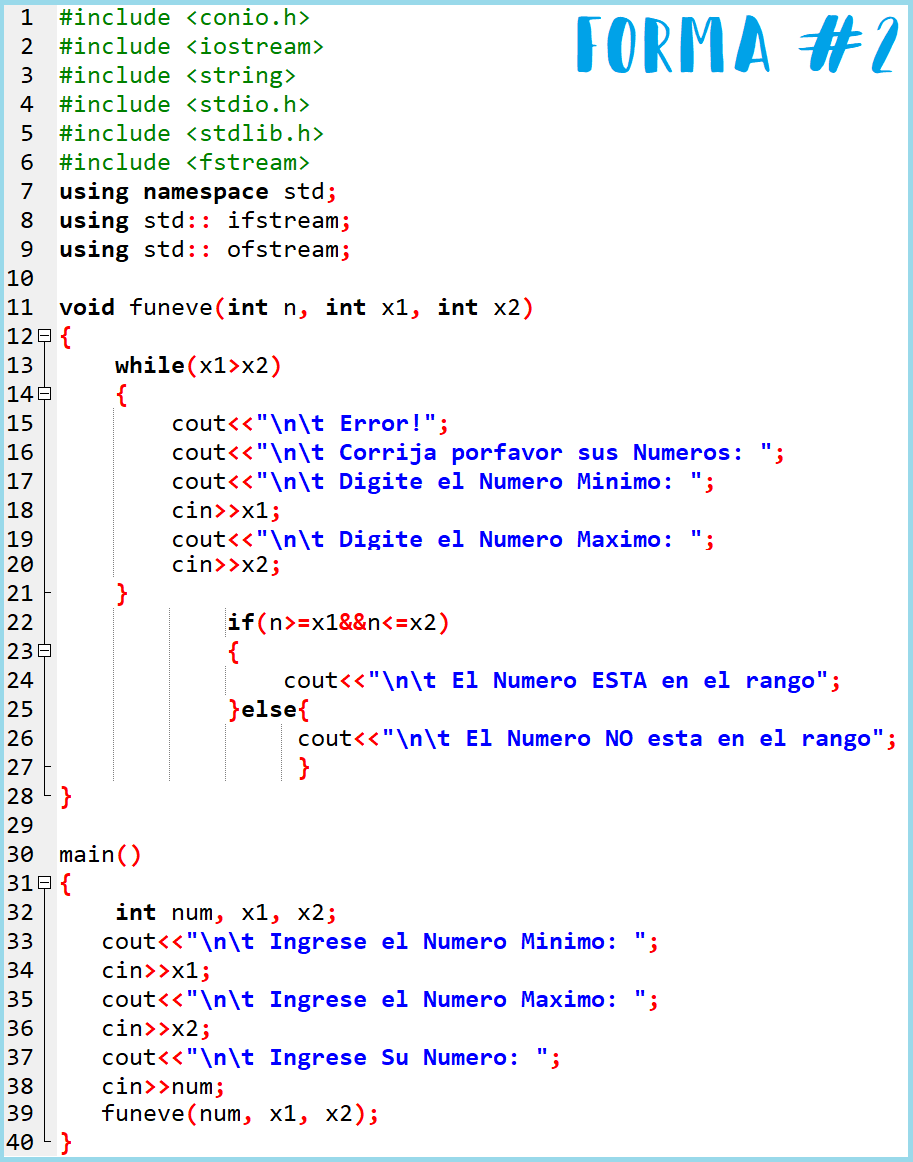 FORMA #2
1 #include <conio.h>
2 #include <iostream>
3 #include <string>
4 #include <stdio.h>
5 #include <stdlib.h>
6 #include <fstream>
7 using namespace std;
8 using std:: ifstream;
9 using std:: ofstream;
10
11 void funeve(int n, int x1, int x2)
12 {
13     while(x1>x2)
14     {
15         cout<<"\n\t Error!";
16         cout<<"\n\t Corrija porfavor sus Numeros: ";
17         cout<<"\n\t Digite el Numero Minimo: ";
18         cin>>x1;
19         cout<<"\n\t Digite el Numero Maximo: ";
20         cin>>x2;
21     }
22             if(n>=x1&&n<=x2)
23             {
24                 cout<<"\n\t El Numero ESTA en el rango";
25             }else{
26                  cout<<"\n\t El Numero NO esta en el rango";
27                  }
28 }
29
30 main()
31 {
32     int num, x1, x2;
33    cout<<"\n\t Ingrese el Numero Minimo: ";
34    cin>>x1;
35    cout<<"\n\t Ingrese el Numero Maximo: ";
36    cin>>x2;
37    cout<<"\n\t Ingrese Su Numero: ";
38    cin>>num;
39    funeve(num, x1, x2);
40 }